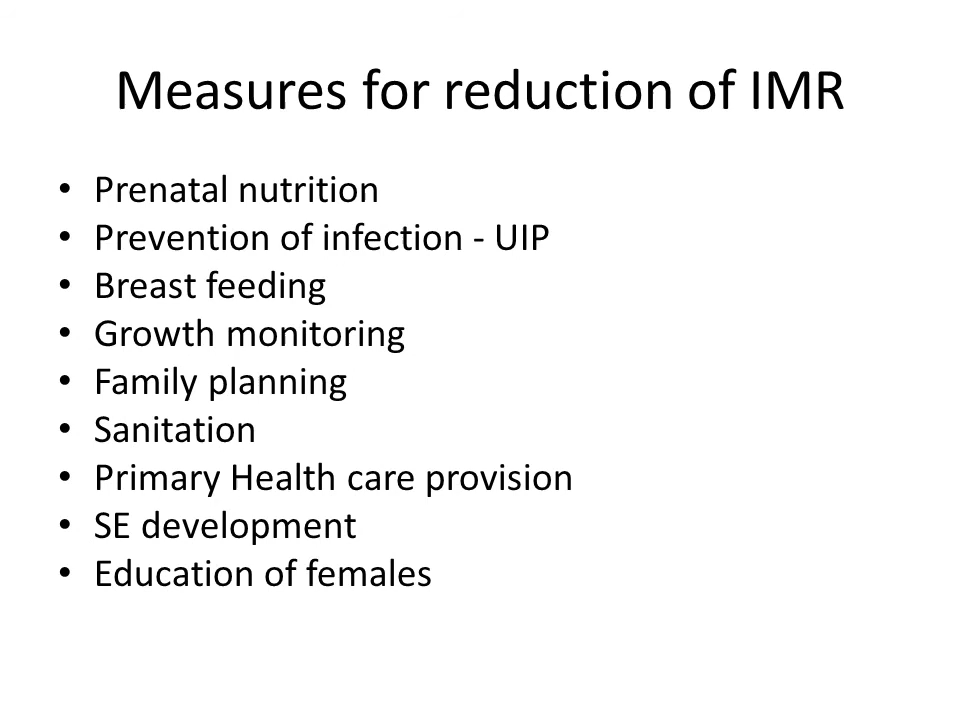 Measures for reduction of IMR
• Prenatal nutrition
• Prevention of infection - UIP
• Breast feeding
• Growth monitoring
• Family planning
• Sanitation
• Primary Health care provision
• SE development
• Education of females